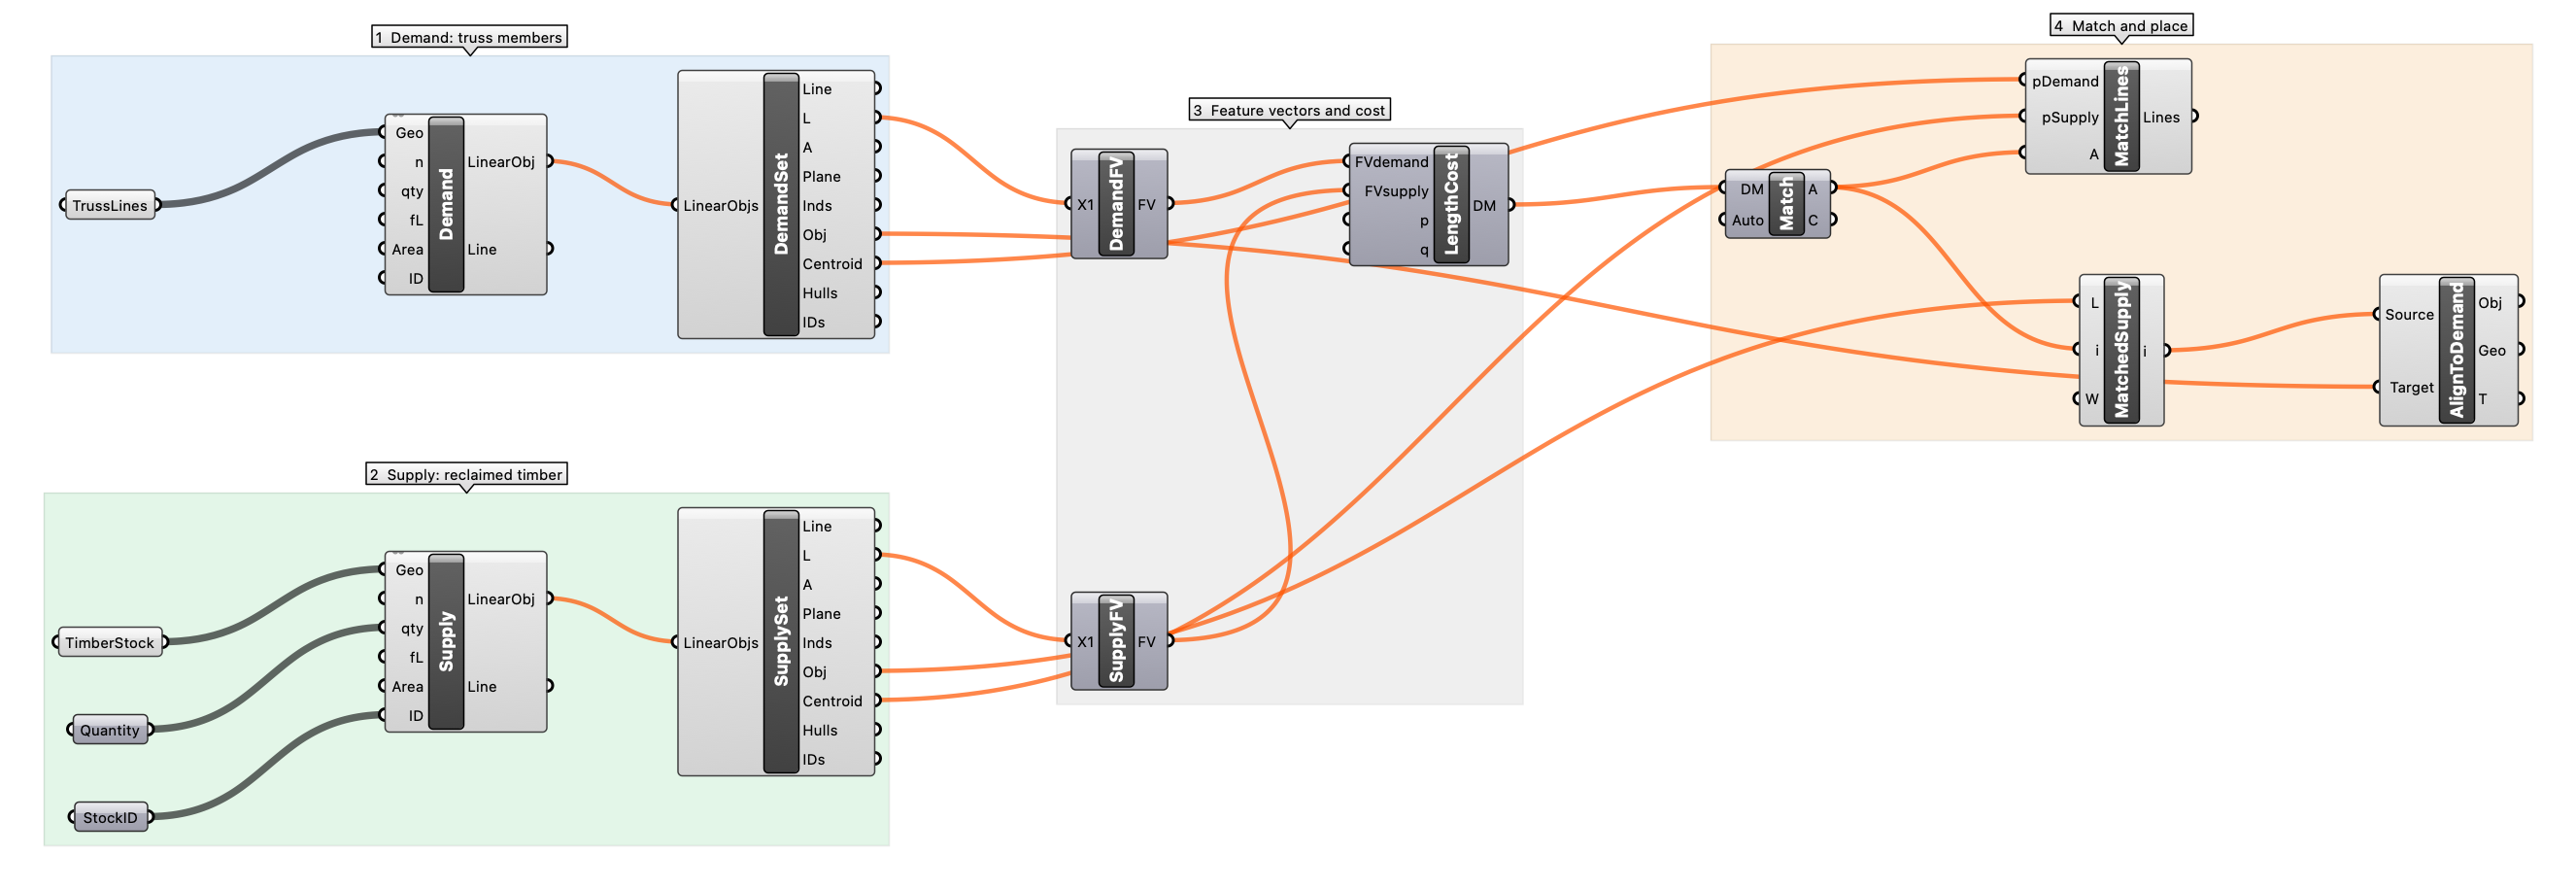 1 Demand: truss members
TrussLines
Geo
n
qty
fL
Area
ID
Demand
LinearObj
Line
LinearObjs
DemandSet
Line
L
A
Plane
Inds
Obj
Centroid
Hulls
IDs
2 Supply: reclaimed timber
TimberStock
Quantity
StockID
Geo
n
qty
fL
Area
ID
Supply
LinearObj
Line
LinearObjs
SupplySet
Line
L
A
Plane
Inds
Obj
Centroid
Hulls
IDs
3 Feature vectors and cost
X1
DemandFV
FV
FVdemand
FVsupply
p
q
LengthCost
DM
X1
SupplyFV
FV
4 Match and place
DM
Auto
Match
A
C
pDemand
pSupply
A
MatchLines
Lines
L
i
W
MatchedSupply
i
Source
Target
AlignToDemand
Obj
Geo
T